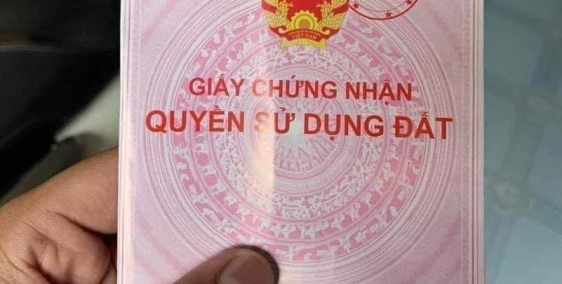 GIẤY CHỨNG NHẬN
QUYỀN SỬ DỤNG ĐẤT